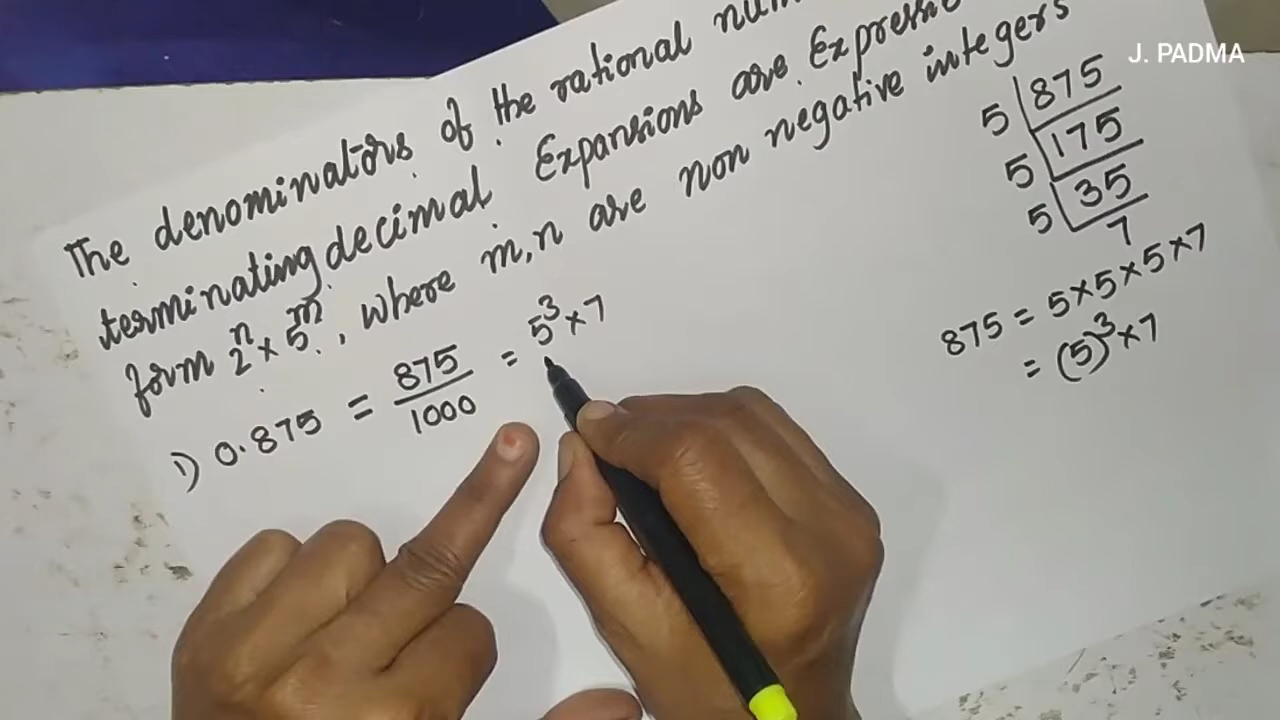 The denominators of the rational
terminating decimal Expansions are
form 2ⁿ × 5ᵐ, where m,n are non negative integers
1) 0.875 = 875/1000 = 5³×7
J. PADMA
5 | 875
5 | 175
5 | 35
7
875 = 5×5×5×7
= (5)³×7